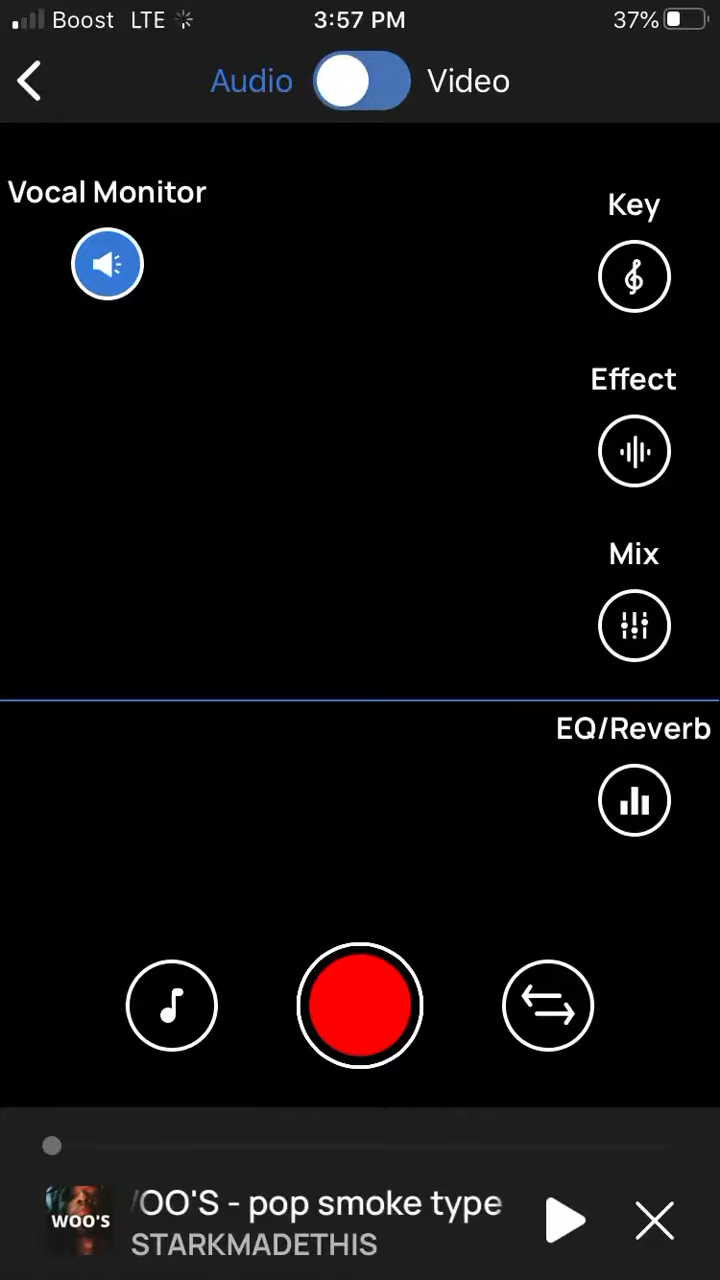 Boost LTE 3:57 PM 37%
Audio Video
Vocal Monitor
Key
Effect
Mix
EQ/Reverb
OO'S - pop smoke type
WOO'S
STARKMADETHIS